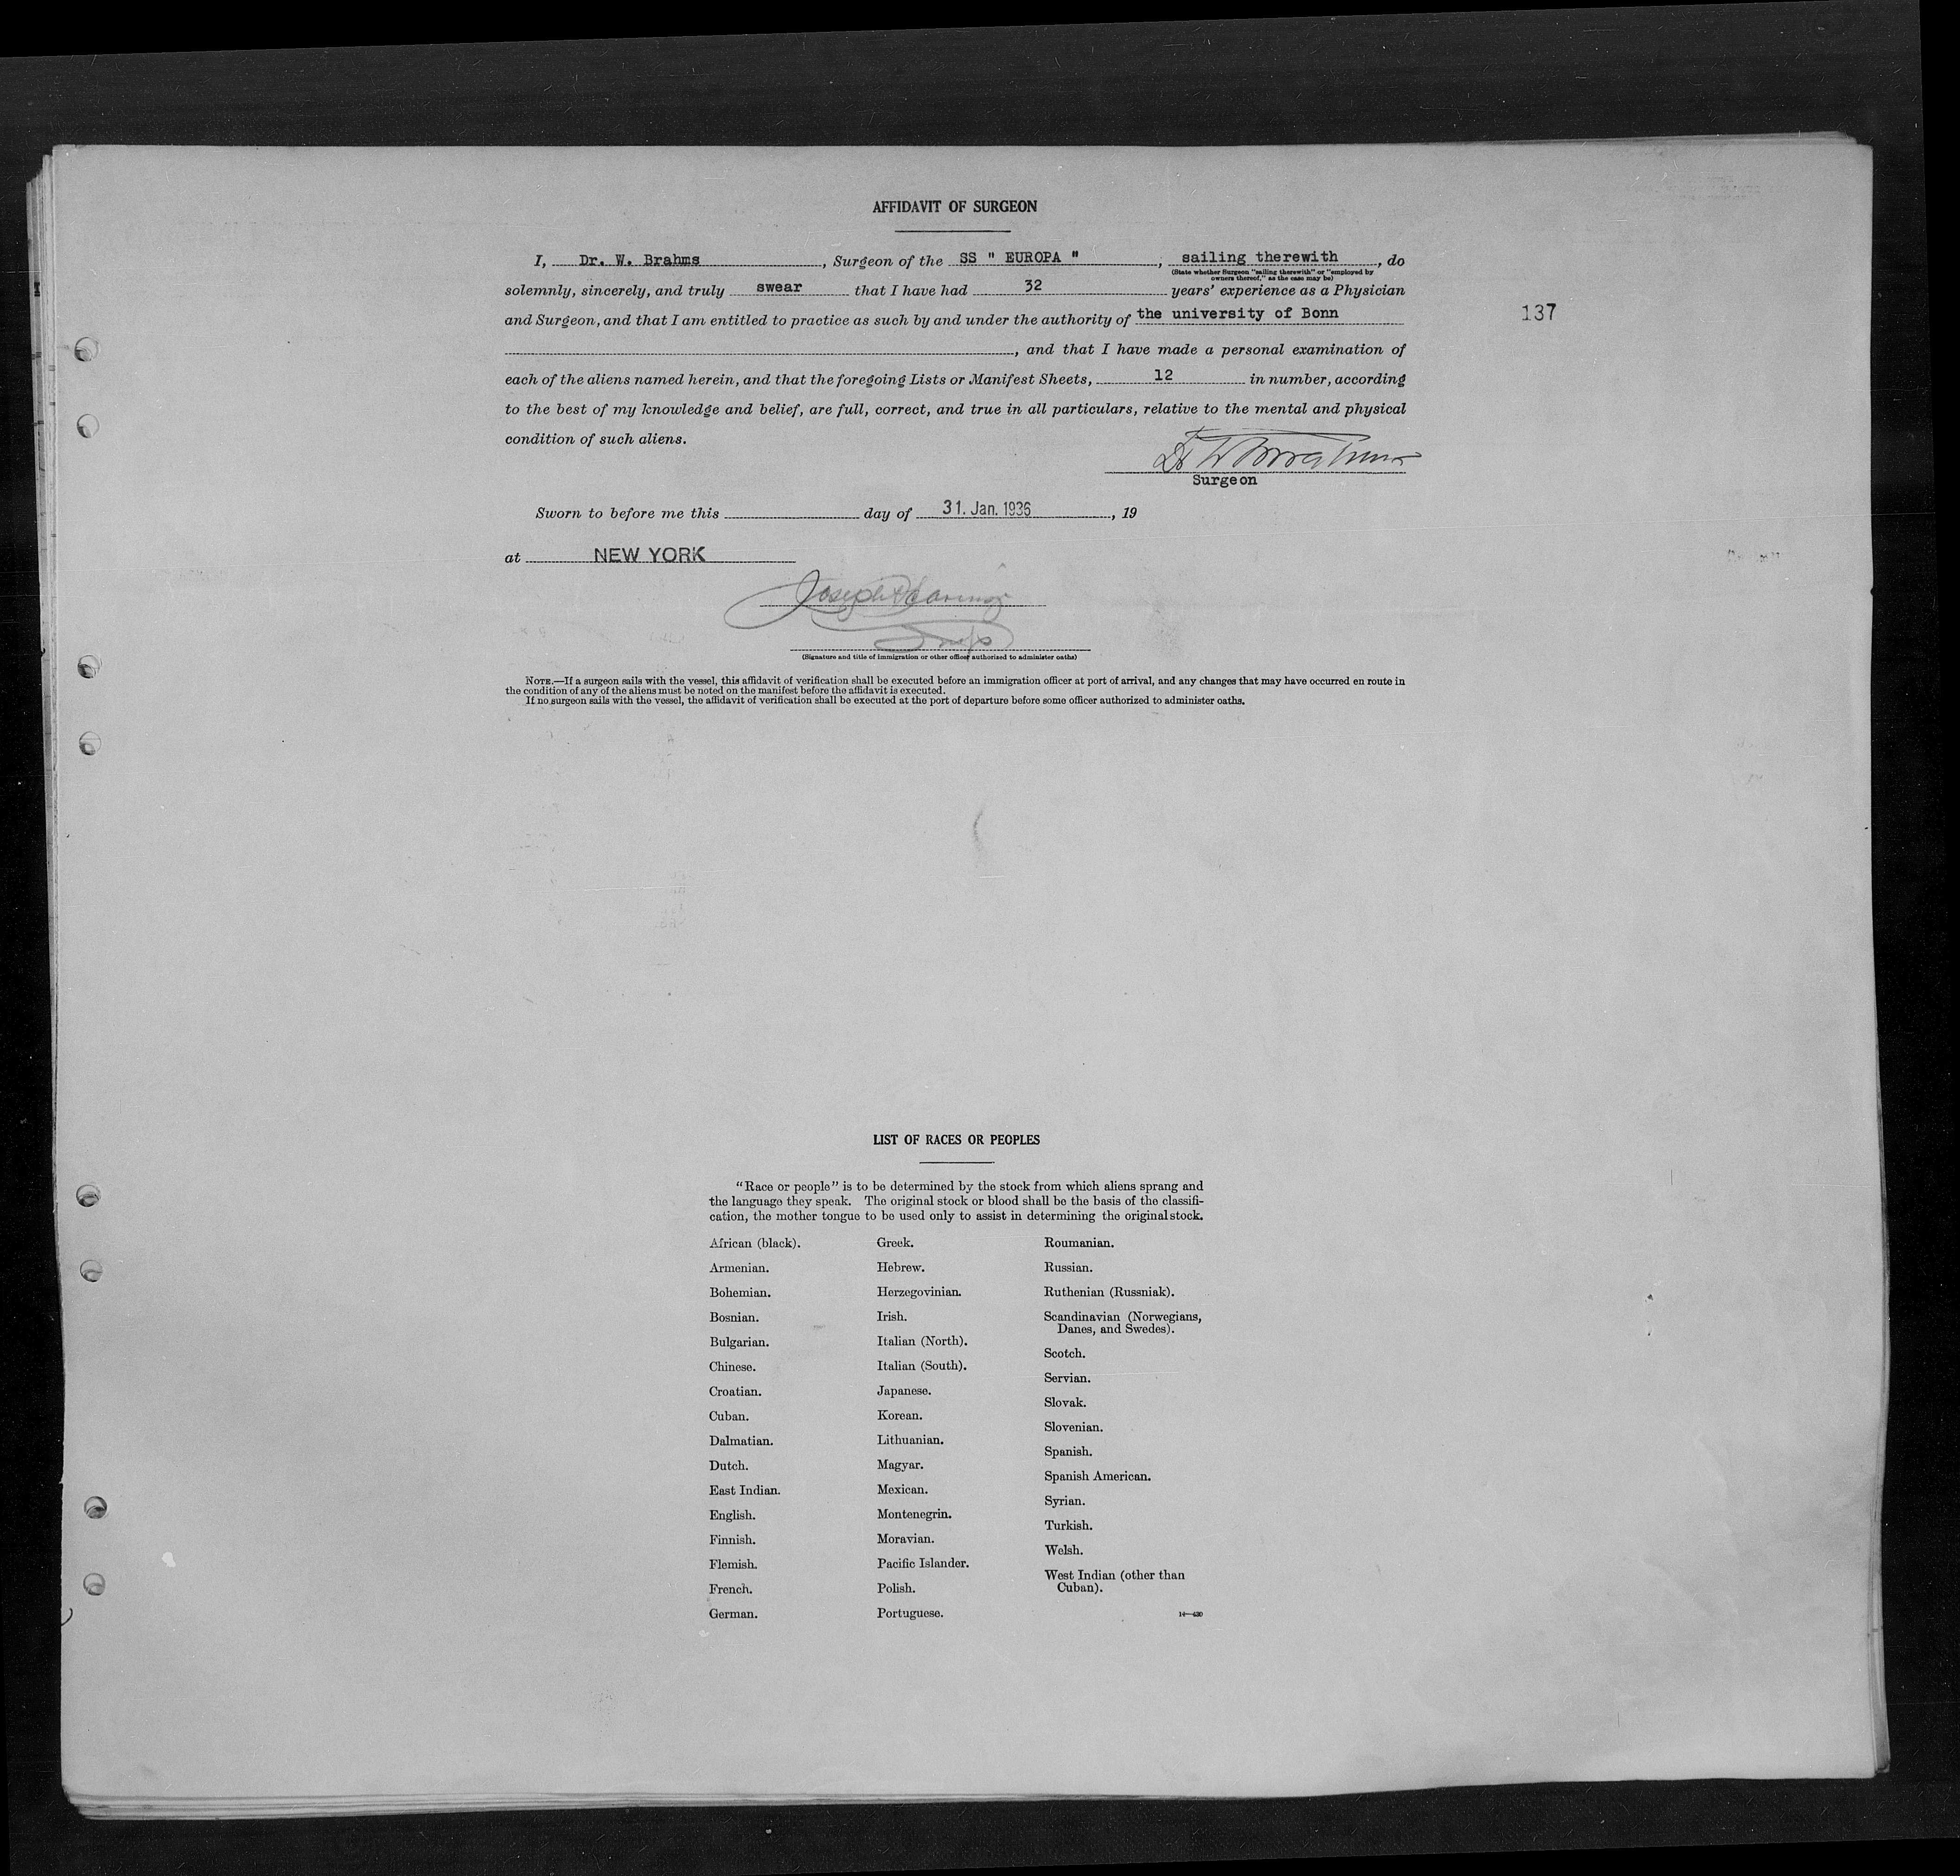 AFFIDAVIT OF SURGEON
I, Dr. W. Brahms, Surgeon of the SS " EUROPA ", sailing therewith, do
(State whether Surgeon "sailing therewith" or "employed by
owners thereof," as the case may be)
solemnly, sincerely, and truly swear that I have had 32 years' experience as a Physician
137
and Surgeon, and that I am entitled to practice as such by and under the authority of the university of Bonn
, and that I have made a personal examination of
each of the aliens named herein, and that the foregoing Lists or Manifest Sheets, 12 in number, according
to the best of my knowledge and belief, are full, correct, and true in all particulars, relative to the mental and physical
condition of such aliens.
Dr W Brahms
Surgeon
Sworn to before me this day of 31. Jan. 1936, 19
at NEW YORK
Joseph
Insp
(Signature and title of immigration or other officer authorized to administer oaths)
NOTE.—If a surgeon sails with the vessel, this affidavit of verification shall be executed before an immigration officer at port of arrival, and any changes that may have occurred en route in
the condition of any of the aliens must be noted on the manifest before the affidavit is executed.
If no surgeon sails with the vessel, the affidavit of verification shall be executed at the port of departure before some officer authorized to administer oaths.
LIST OF RACES OR PEOPLES
"Race or people" is to be determined by the stock from which aliens sprang and
the language they speak. The original stock or blood shall be the basis of the classifi-
cation, the mother tongue to be used only to assist in determining the original stock.
African (black).
Armenian.
Bohemian.
Bosnian.
Bulgarian.
Chinese.
Croatian.
Cuban.
Dalmatian.
Dutch.
East Indian.
English.
Finnish.
Flemish.
French.
German.
Greek.
Hebrew.
Herzegovinian.
Irish.
Italian (North).
Italian (South).
Japanese.
Korean.
Lithuanian.
Magyar.
Mexican.
Montenegrin.
Moravian.
Pacific Islander.
Polish.
Portuguese.
Roumanian.
Russian.
Ruthenian (Russniak).
Scandinavian (Norwegians,
Danes, and Swedes).
Scotch.
Servian.
Slovak.
Slovenian.
Spanish.
Spanish American.
Syrian.
Turkish.
Welsh.
West Indian (other than
Cuban).